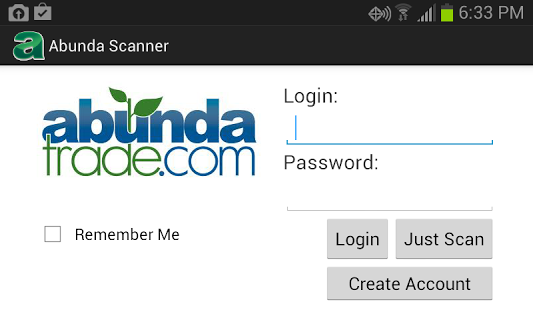 6:33 PM
a Abunda Scanner
abunda
trade.com
Login:
Password:
Remember Me
Login Just Scan
Create Account